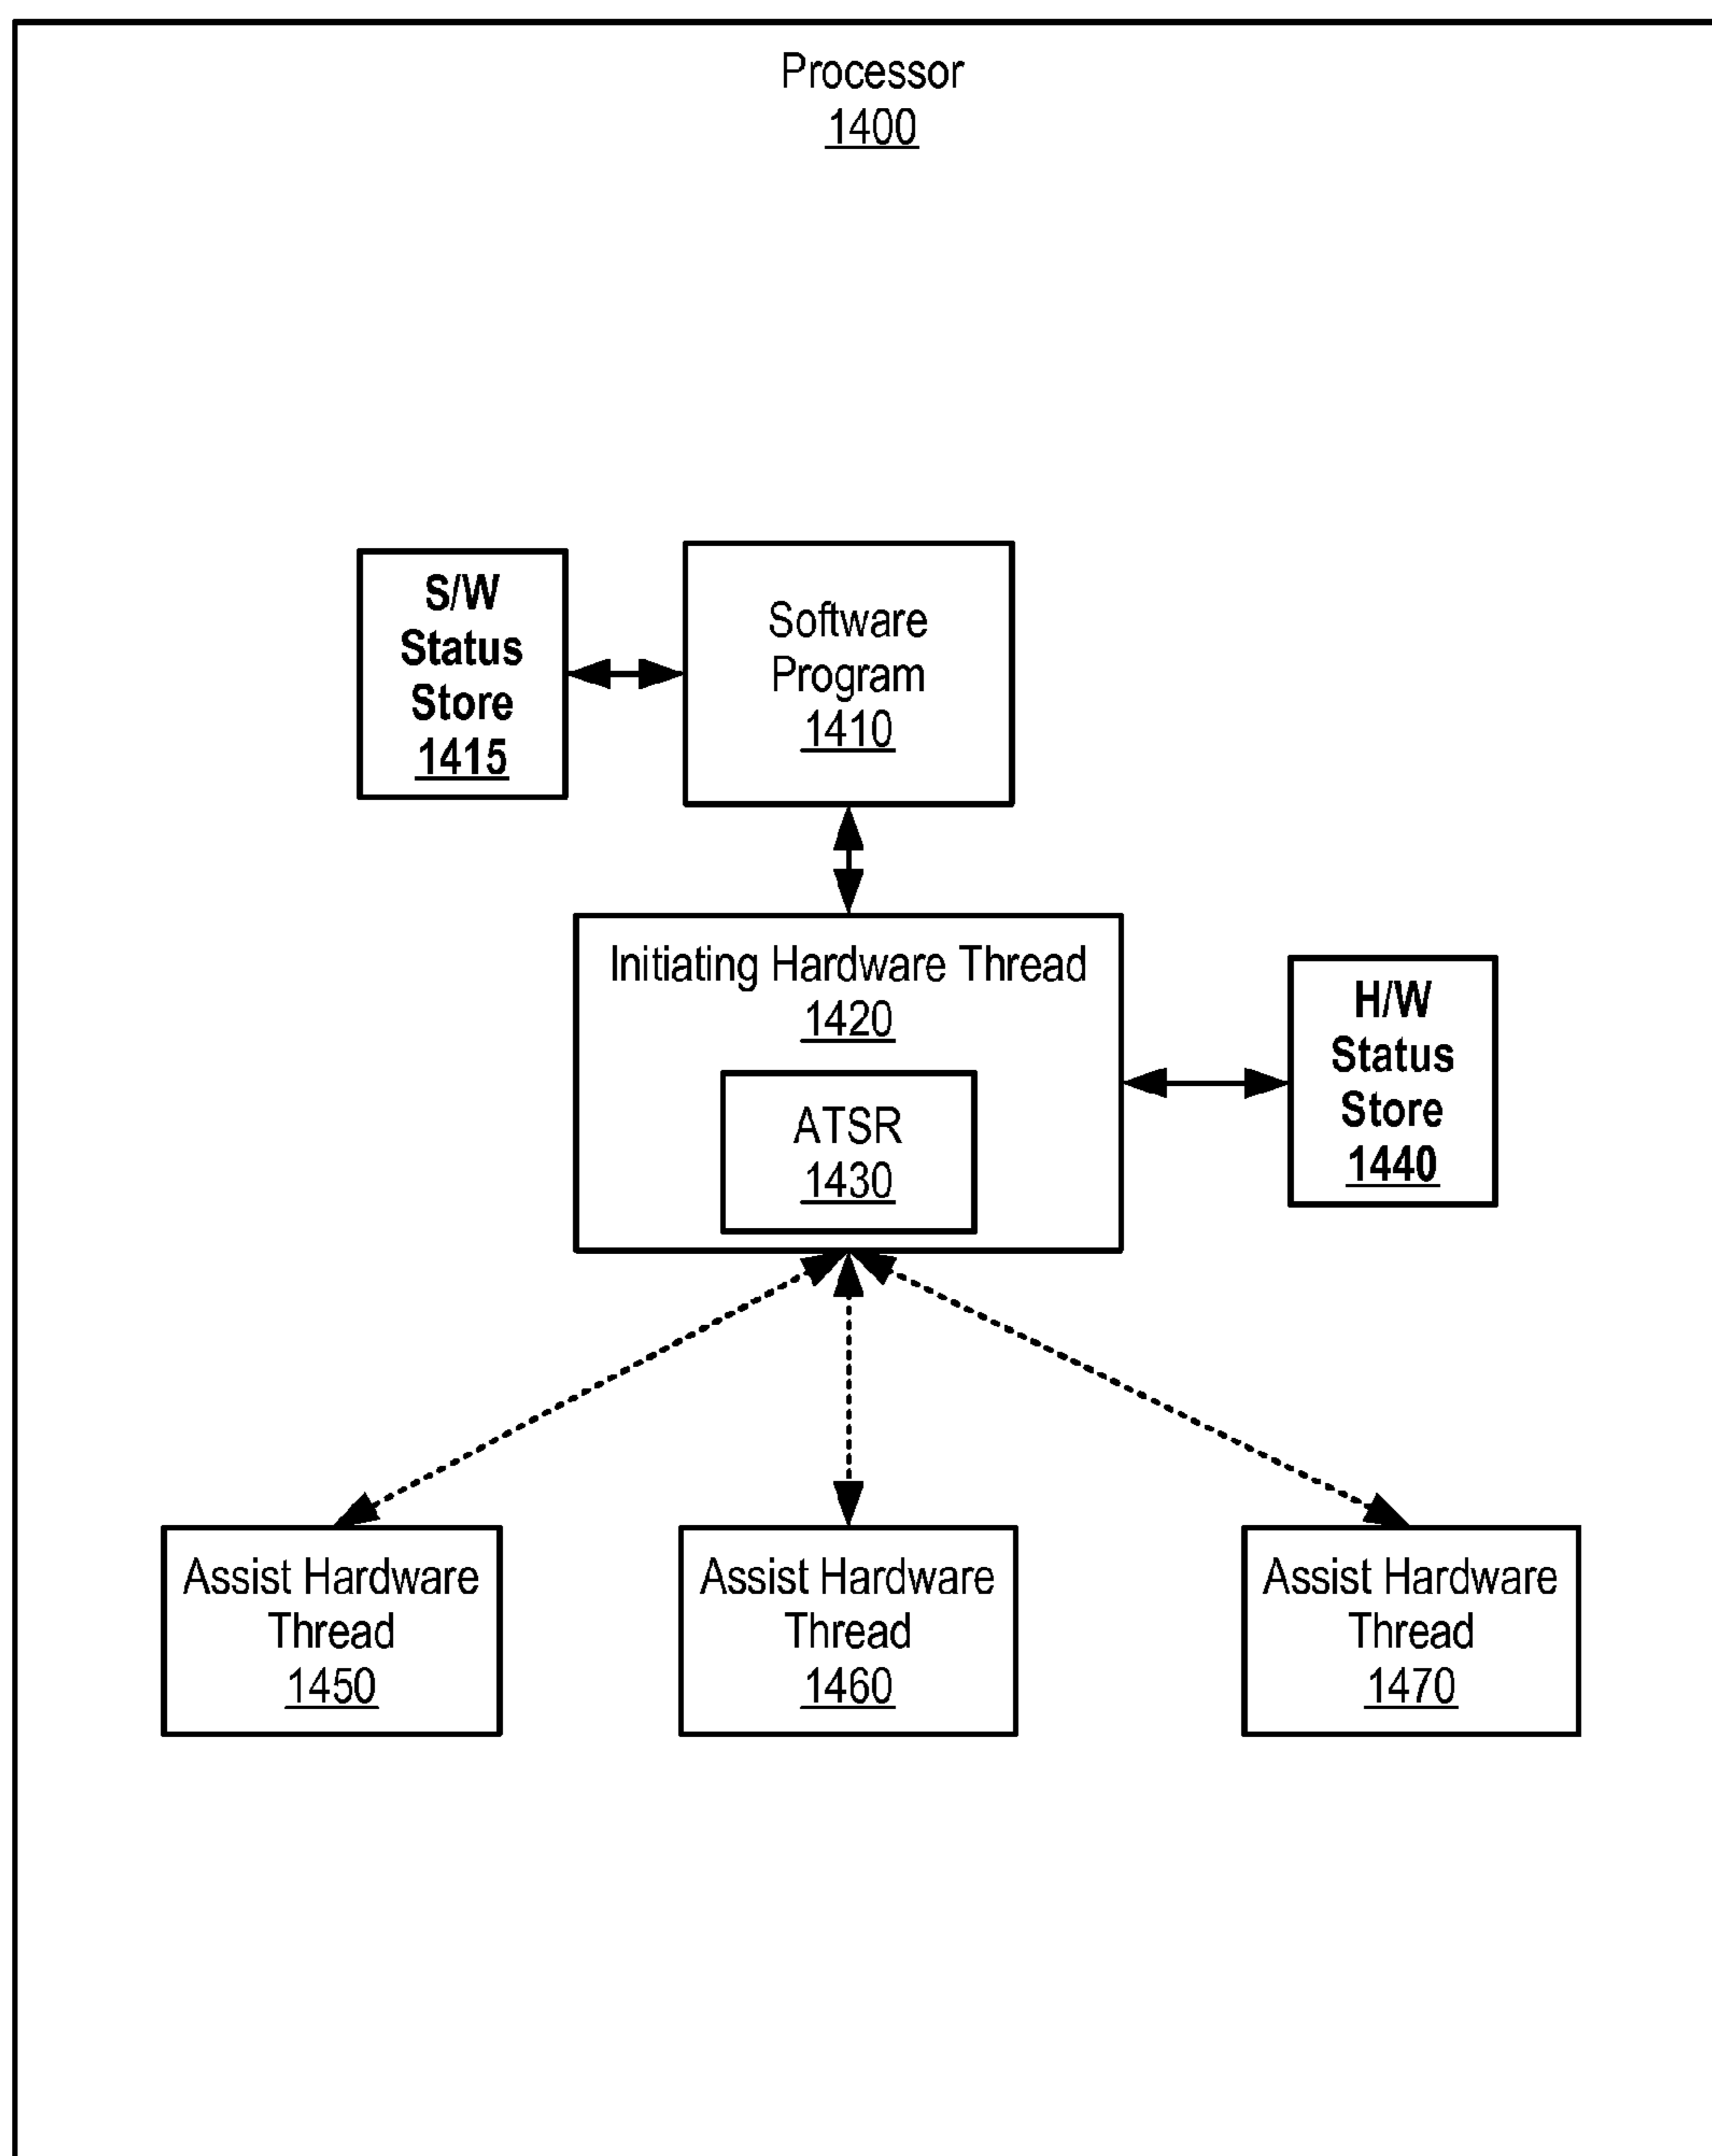 Processor
1400
S/W
Status
Store
1415
Software
Program
1410
Initiating Hardware Thread
1420
ATSR
1430
H/W
Status
Store
1440
Assist Hardware
Thread
1450
Assist Hardware
Thread
1460
Assist Hardware
Thread
1470